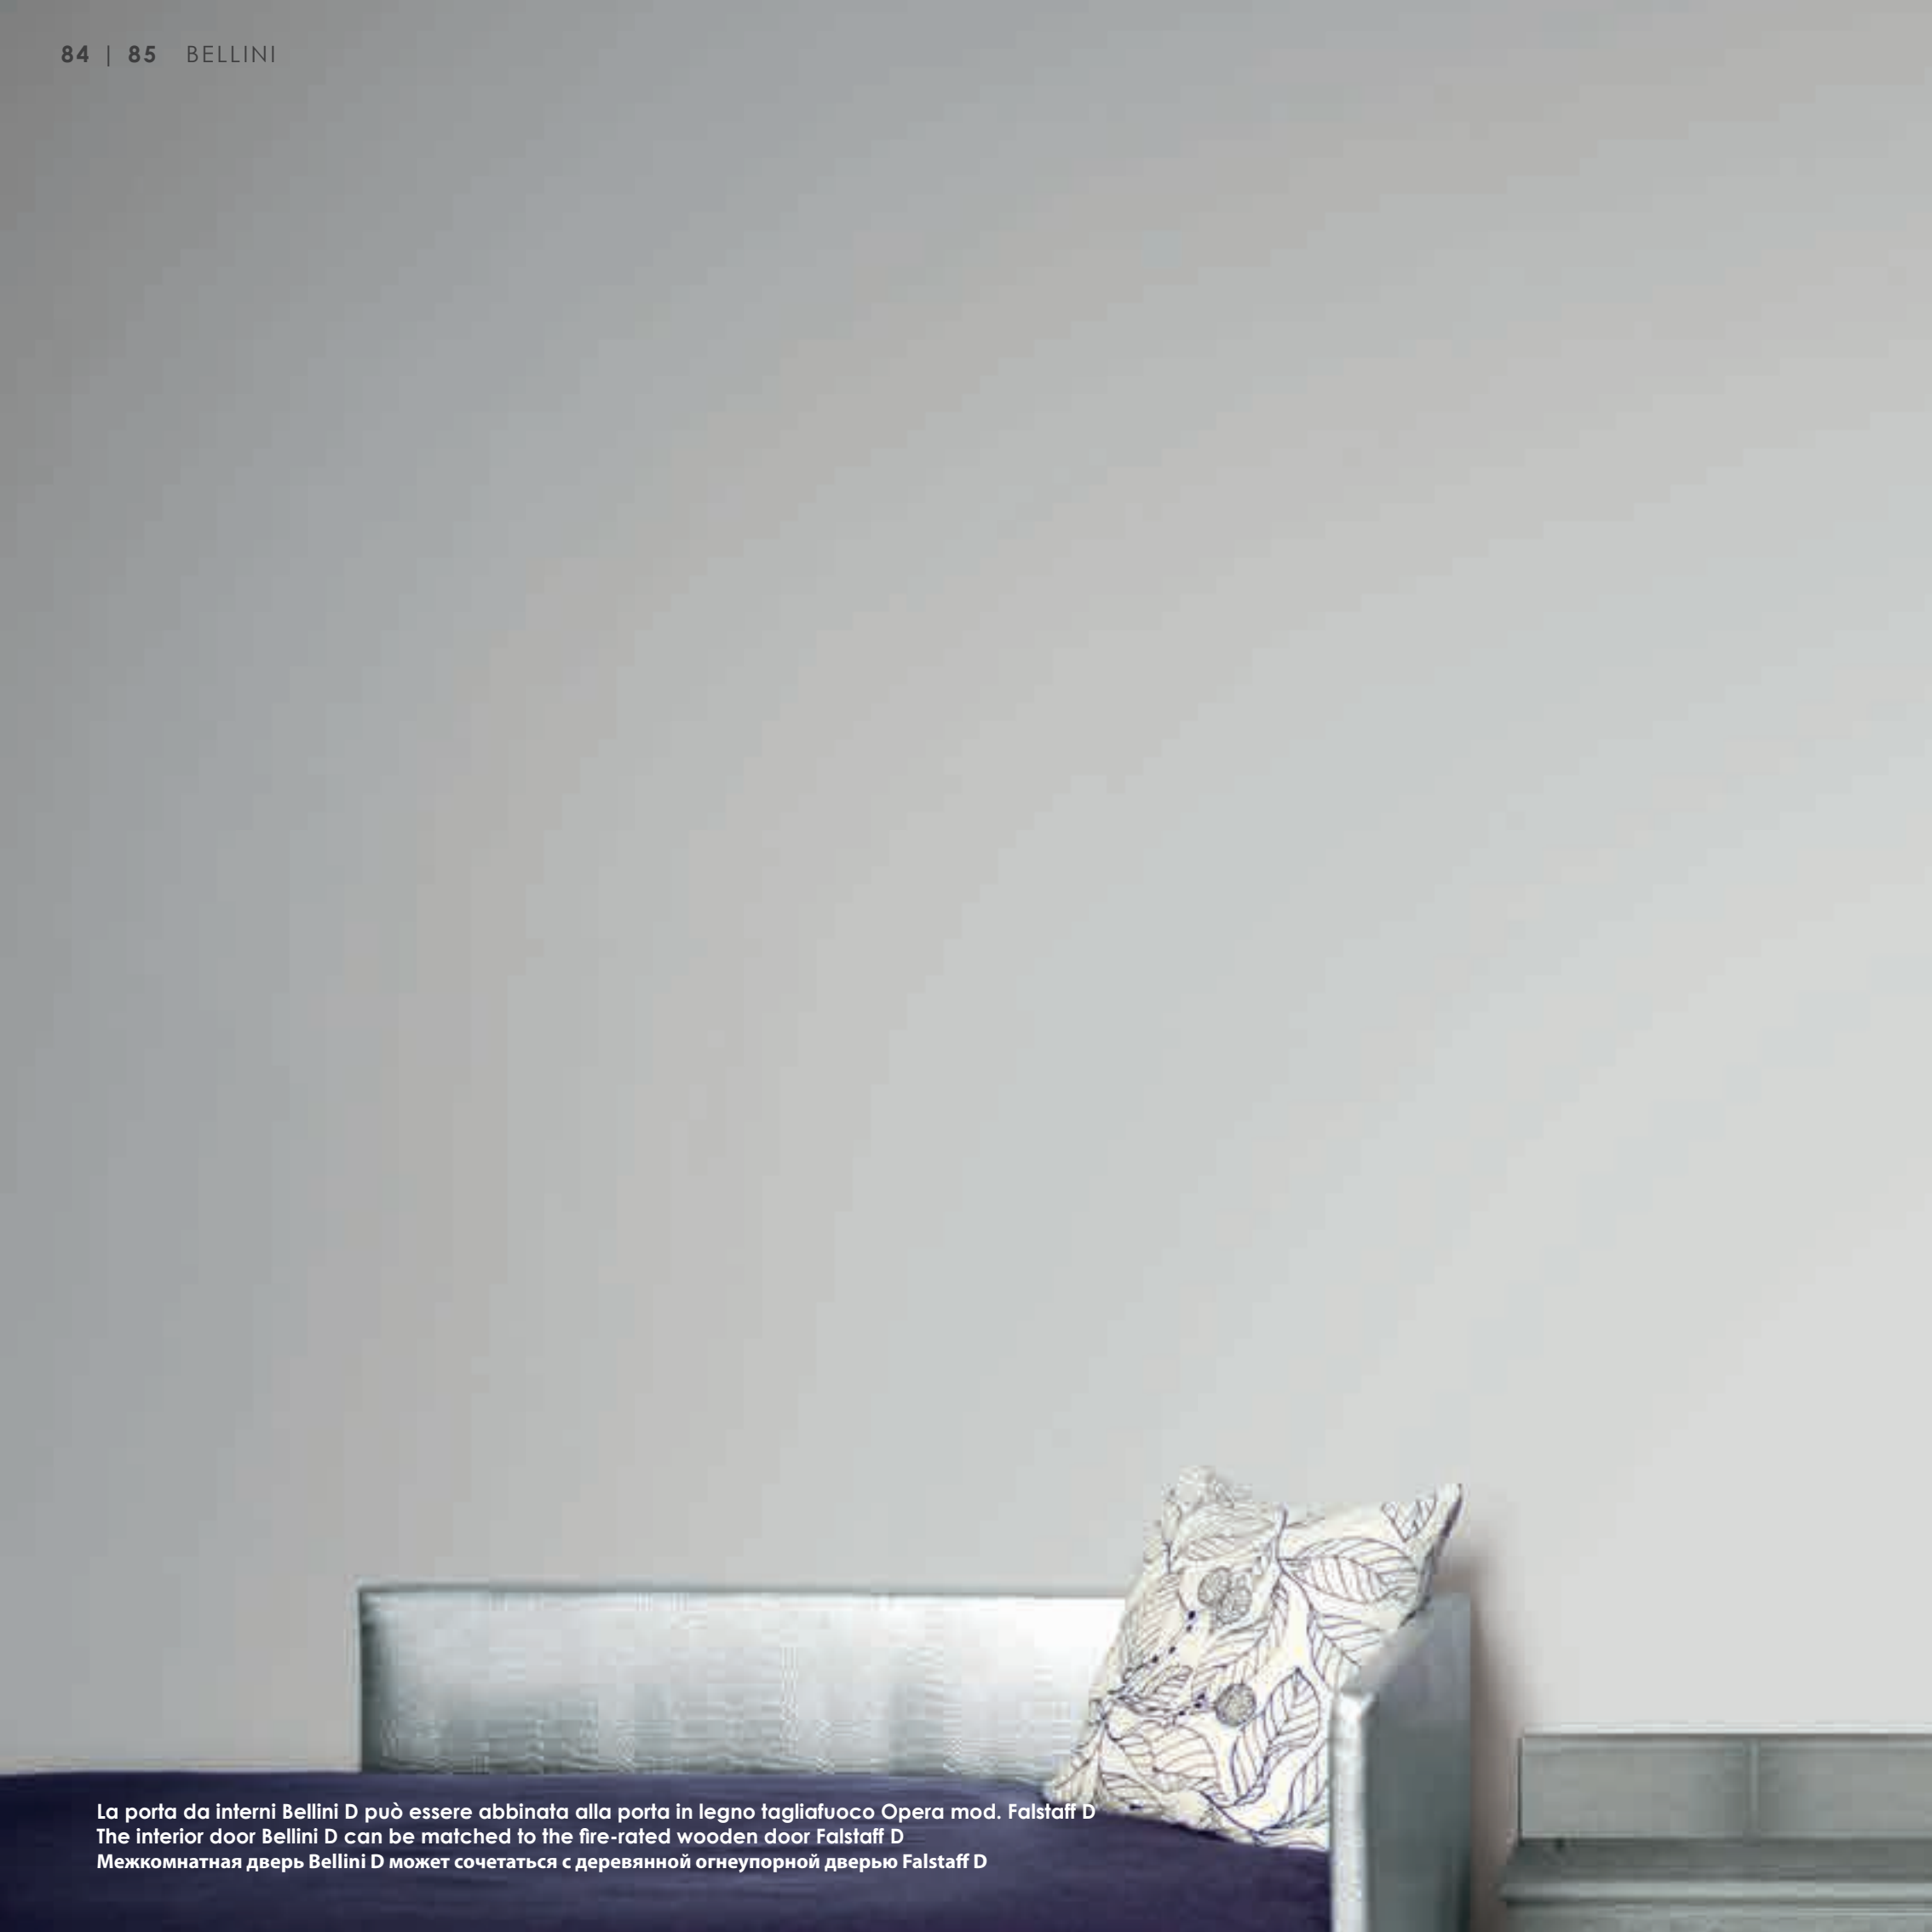 84 | 85 BELLINI
La porta da interni Bellini D può essere abbinata alla porta in legno tagliafuoco Opera mod. Falstaff D
The interior door Bellini D can be matched to the fire-rated wooden door Falstaff D
Межкомнатная дверь Bellini D может сочетаться с деревянной огнеупорной дверью Falstaff D